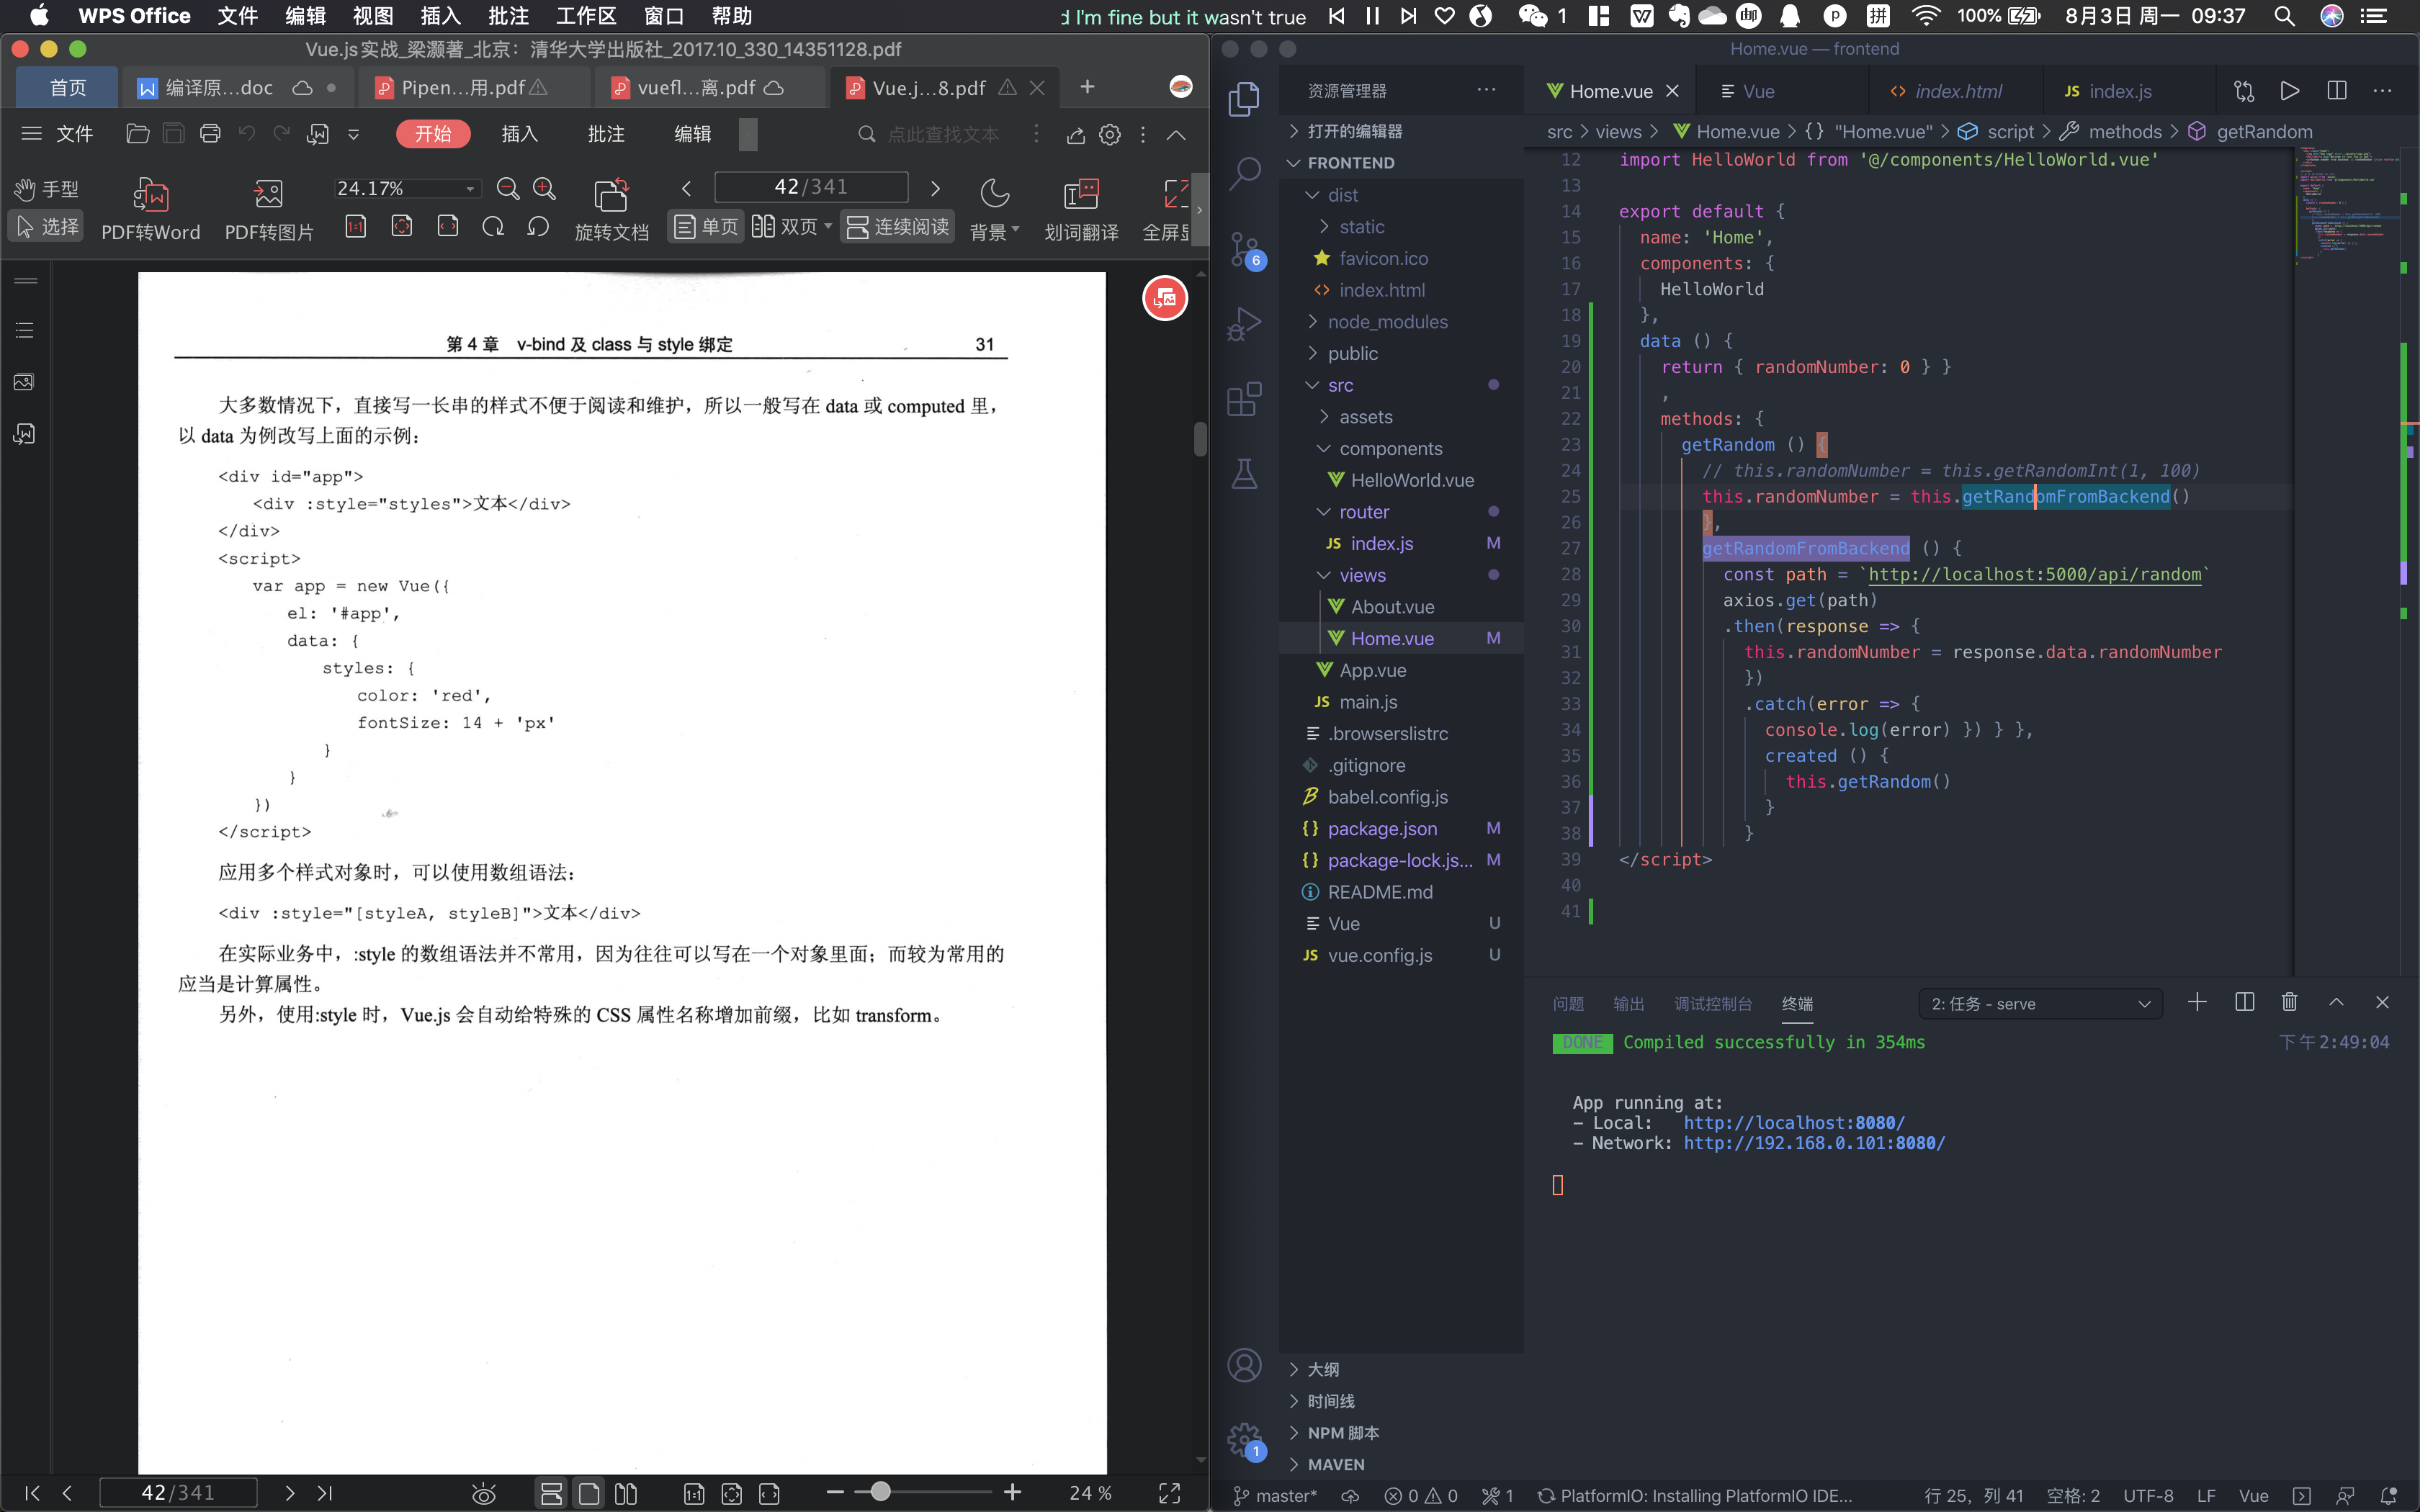 WPS Office 文件 编辑 视图 插入 批注 工作区 窗口 帮助
d I'm fine but it wasn't true 1 拼 100% 8月3日 周一 09:37
Vue.js实战_梁灏著_北京：清华大学出版社_2017.10_330_14351128.pdf
首页 编译原...doc Pipen...用.pdf vuefl...离.pdf Vue.j...8.pdf
文件 开始 插入 批注 编辑 点此查找文本
手型 24.17% 42/341
选择 PDF转Word PDF转图片 旋转文档 单页 双页 连续阅读 背景 划词翻译 全屏显
第 4 章 v-bind 及 class 与 style 绑定 31
大多数情况下，直接写一长串的样式不便于阅读和维护，所以一般写在 data 或 computed 里，
以 data 为例改写上面的示例：
<div id="app">
<div :style="styles">文本</div>
</div>
<script>
var app = new Vue({
el: '#app',
data: {
styles: {
color: 'red',
fontSize: 14 + 'px'
}
}
})
</script>
应用多个样式对象时，可以使用数组语法：
<div :style="[styleA, styleB]">文本</div>
在实际业务中，:style 的数组语法并不常用，因为往往可以写在一个对象里面；而较为常用的
应当是计算属性。
另外，使用:style 时，Vue.js 会自动给特殊的 CSS 属性名称增加前缀，比如 transform。
42/341 24 %
Home.vue — frontend
资源管理器
打开的编辑器
FRONTEND
dist
static
favicon.ico
index.html
node_modules
public
src
assets
components
HelloWorld.vue
router
index.js M
views
About.vue
Home.vue M
App.vue
main.js
.browserslistrc
.gitignore
babel.config.js
package.json M
package-lock.js... M
README.md
Vue U
vue.config.js U
大纲
时间线
NPM 脚本
MAVEN
6
1
Home.vue Vue index.html index.js
src > views > Home.vue > {} "Home.vue" > script > methods > getRandom
12 import HelloWorld from '@/components/HelloWorld.vue'
13
14 export default {
15 name: 'Home',
16 components: {
17 HelloWorld
18 },
19 data () {
20 return { randomNumber: 0 } }
21 ,
22 methods: {
23 getRandom () {
24 // this.randomNumber = this.getRandomInt(1, 100)
25 this.randomNumber = this.getRandomFromBackend()
26 },
27 getRandomFromBackend () {
28 const path = `http://localhost:5000/api/random`
29 axios.get(path)
30 .then(response => {
31 this.randomNumber = response.data.randomNumber
32 })
33 .catch(error => {
34 console.log(error) }) } },
35 created () {
36 this.getRandom()
37 }
38 }
39 </script>
40
41
问题 输出 调试控制台 终端 2: 任务 - serve
DONE Compiled successfully in 354ms 下午2:49:04
App running at:
- Local: http://localhost:8080/
- Network: http://192.168.0.101:8080/
master* 0 0 1 PlatformIO: Installing PlatformIO IDE... 行 25，列 41 空格: 2 UTF-8 LF Vue